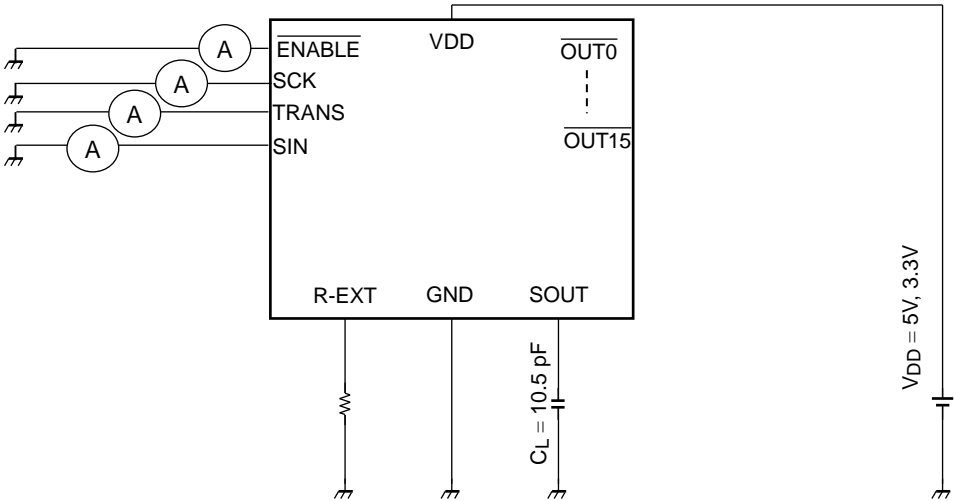 A
ENABLE
VDD
OUT0
A
SCK
A
TRANS
A
SIN
OUT15
R-EXT
GND
SOUT
CL = 10.5 pF
VDD = 5V, 3.3V